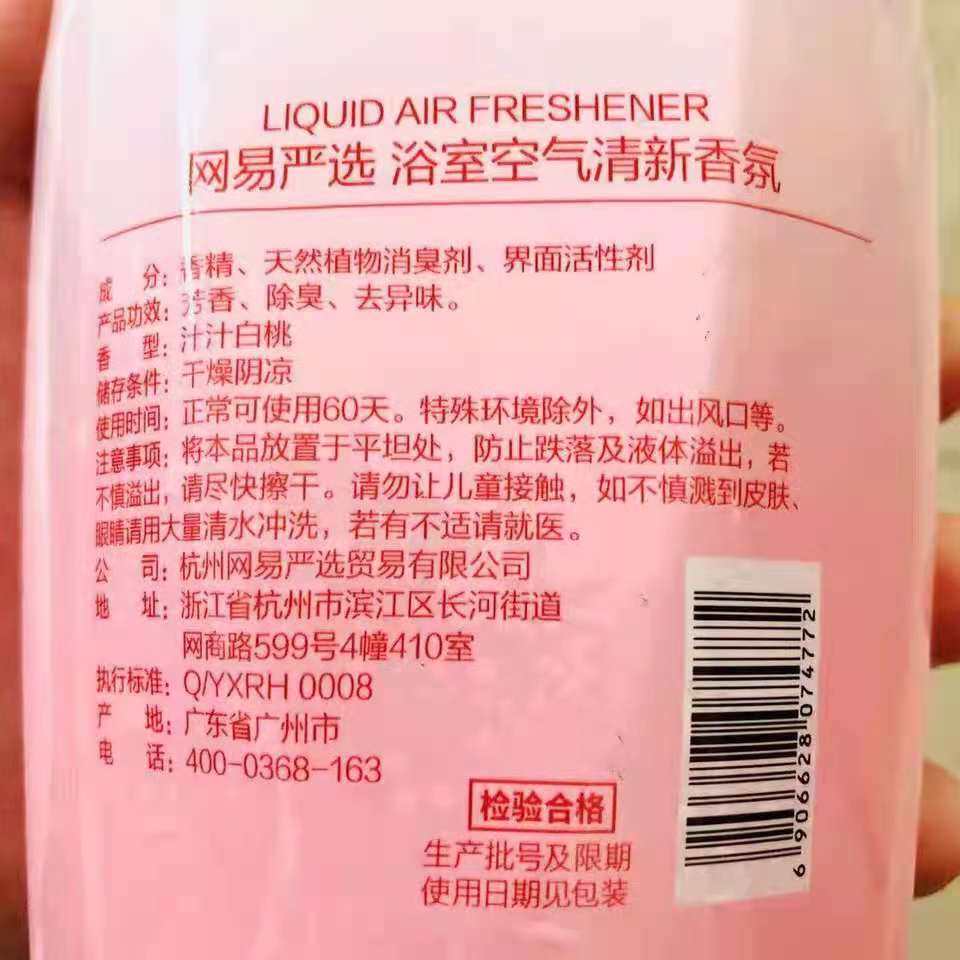 LIQUID AIR FRESHENER
网易严选 浴室空气清新香氛
成 分：香精、天然植物消臭剂、界面活性剂
产品功效：芳香、除臭、去异味。
香 型：汁汁白桃
储存条件：干燥阴凉
使用时间：正常可使用60天。特殊环境除外，如出风口等。
注意事项：将本品放置于平坦处，防止跌落及液体溢出，若
不慎溢出，请尽快擦干。请勿让儿童接触，如不慎溅到皮肤、
眼睛请用大量清水冲洗，若有不适请就医。
公 司：杭州网易严选贸易有限公司
地 址：浙江省杭州市滨江区长河街道
网商路599号4幢410室
执行标准：Q/YXRH 0008
产 地：广东省广州市
电 话：400-0368-163
检验合格
生产批号及限期
使用日期见包装
6906628074772